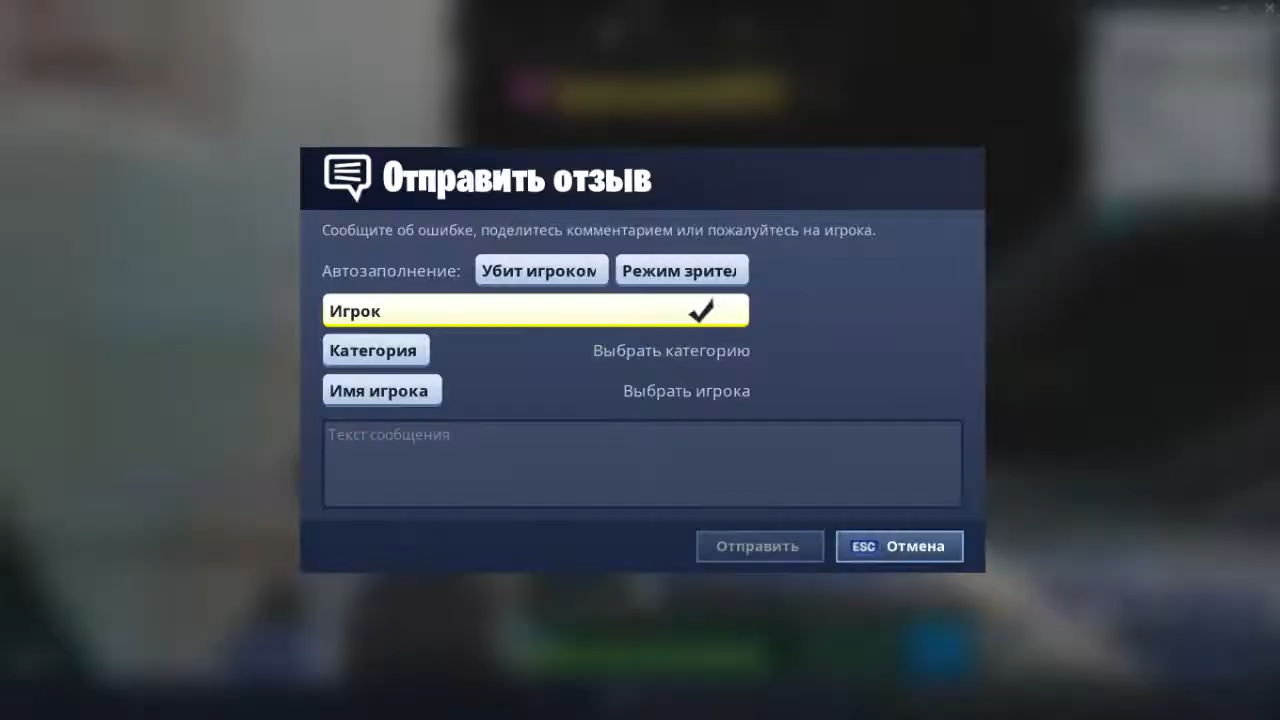 Отправить отзыв
Сообщите об ошибке, поделитесь комментарием или пожалуйтесь на игрока.
Автозаполнение: Убит игроком Режим зрител
Игрок
Категория Выбрать категорию
Имя игрока Выбрать игрока
Текст сообщения
Отправить ESC Отмена